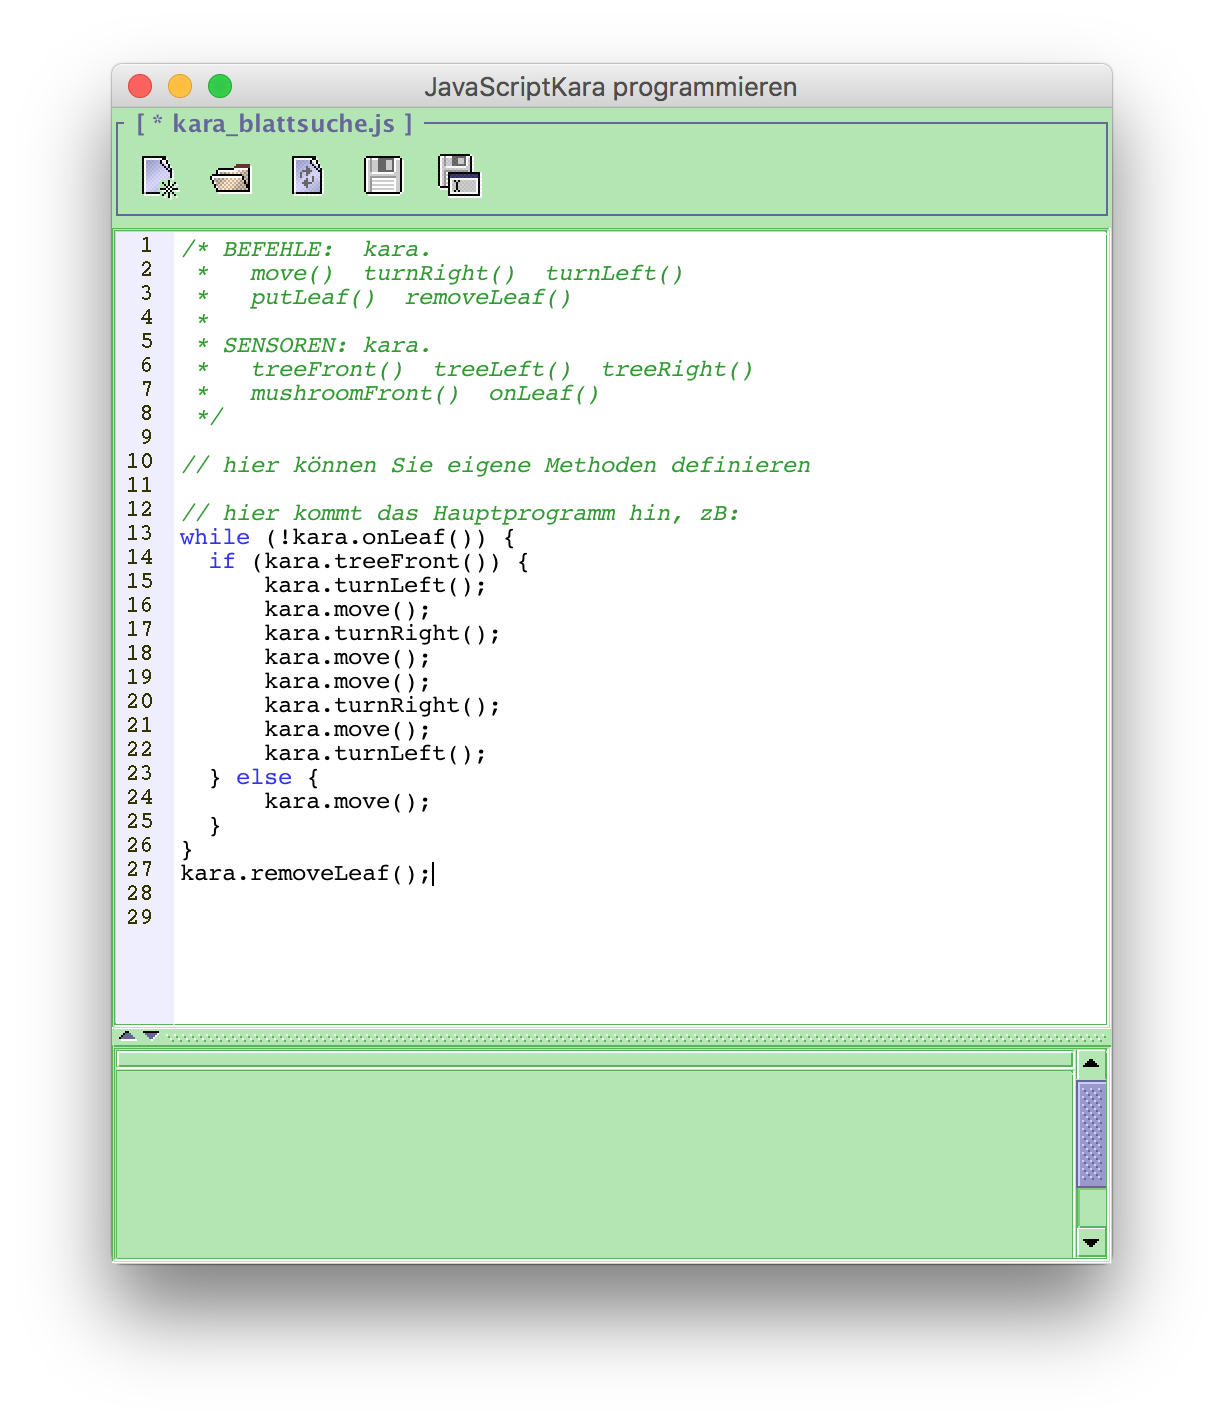 JavaScriptKara programmieren
[ * kara_blattsuche.js ]
1 /* BEFEHLE:  kara.
2  *   move()  turnRight()  turnLeft()
3  *   putLeaf()  removeLeaf()
4  *
5  * SENSOREN: kara.
6  *   treeFront()  treeLeft()  treeRight()
7  *   mushroomFront()  onLeaf()
8  */
9
10 // hier können Sie eigene Methoden definieren
11
12 // hier kommt das Hauptprogramm hin, zB:
13 while (!kara.onLeaf()) {
14   if (kara.treeFront()) {
15       kara.turnLeft();
16       kara.move();
17       kara.turnRight();
18       kara.move();
19       kara.move();
20       kara.turnRight();
21       kara.move();
22       kara.turnLeft();
23   } else {
24       kara.move();
25   }
26 }
27 kara.removeLeaf();
28
29